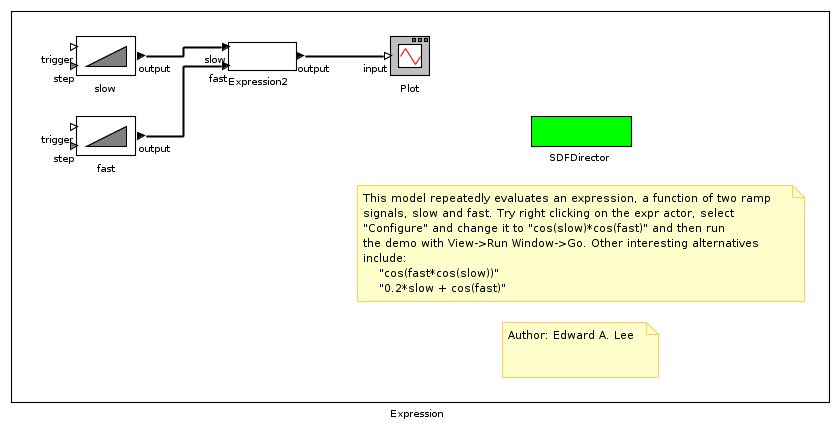 trigger
step
output
slow
slow
fast
Expression2
output
input
Plot
trigger
step
output
fast
SDFDirector
This model repeatedly evaluates an expression, a function of two ramp
signals, slow and fast. Try right clicking on the expr actor, select
"Configure" and change it to "cos(slow)*cos(fast)" and then run
the demo with View->Run Window->Go. Other interesting alternatives
include:
"cos(fast*cos(slow))"
"0.2*slow + cos(fast)"
Author: Edward A. Lee
Expression